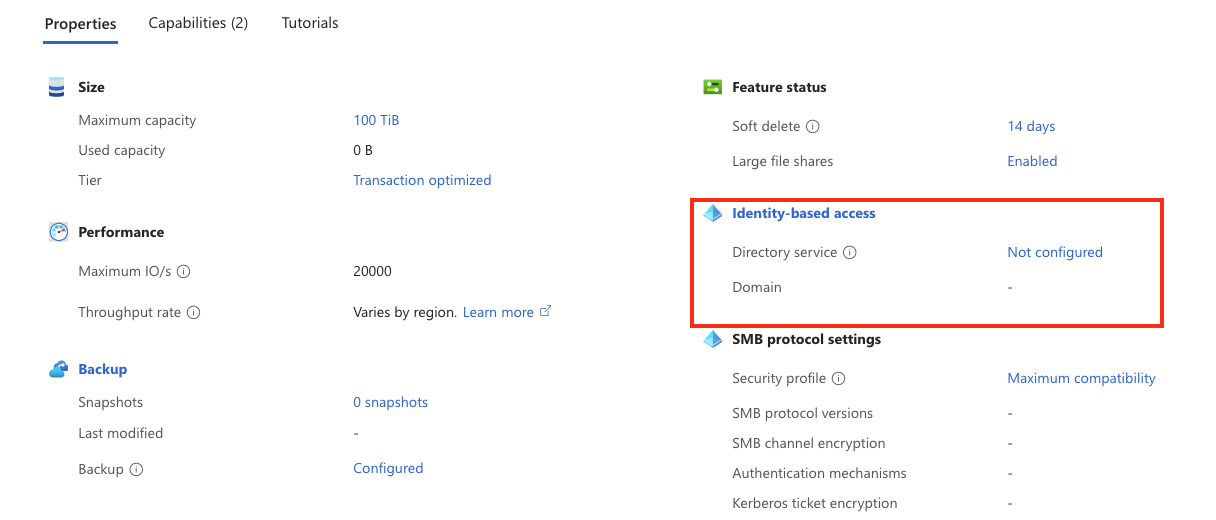 Properties
Capabilities (2)
Tutorials
Size
Maximum capacity 100 TiB
Used capacity 0 B
Tier Transaction optimized
Performance
Maximum IO/s 20000
Throughput rate Varies by region. Learn more
Backup
Snapshots 0 snapshots
Last modified -
Backup Configured
Feature status
Soft delete 14 days
Large file shares Enabled
Identity-based access
Directory service Not configured
Domain -
SMB protocol settings
Security profile Maximum compatibility
SMB protocol versions -
SMB channel encryption -
Authentication mechanisms -
Kerberos ticket encryption -